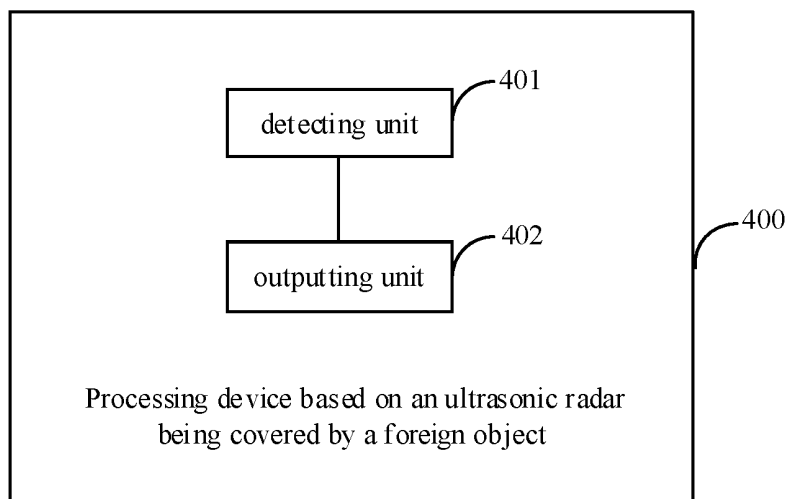 401
detecting unit
402
outputting unit
400
Processing device based on an ultrasonic radar
being covered by a foreign object